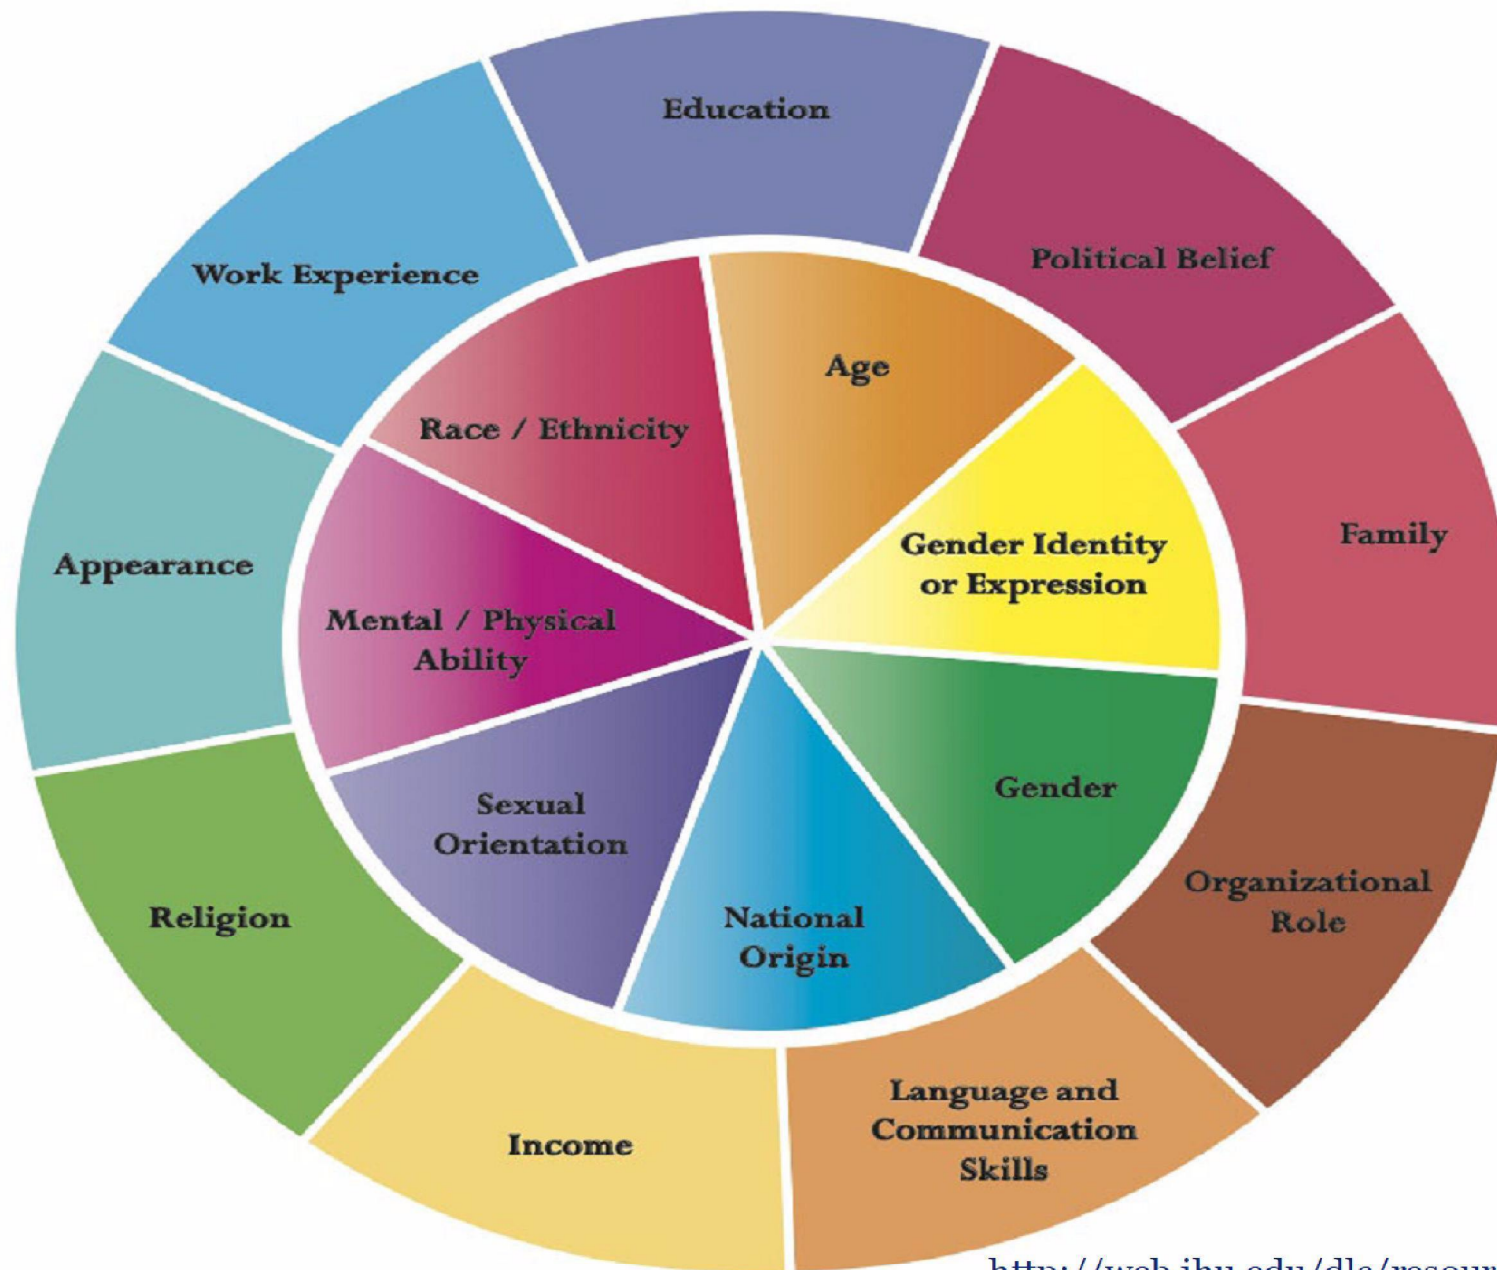 Education
Political Belief
Work Experience
Age
Race / Ethnicity
Family
Gender Identity
or Expression
Appearance
Mental / Physical
Ability
Gender
Sexual
Orientation
Organizational
Role
Religion
National
Origin
Language and
Communication
Skills
Income